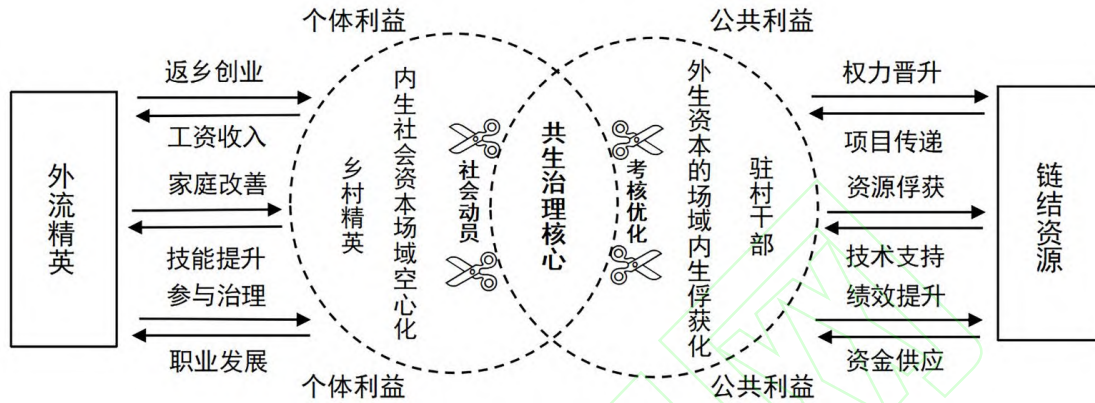 个体利益
公共利益
外流精英
返乡创业
工资收入
家庭改善
技能提升
参与治理
职业发展
乡村精英
内生社会资本场域空心化
社会动员
共生治理核心
考核优化
外生资本的场域内生俘获化
驻村干部
权力晋升
项目传递
资源俘获
技术支持
绩效提升
资金供应
链结资源
个体利益
公共利益